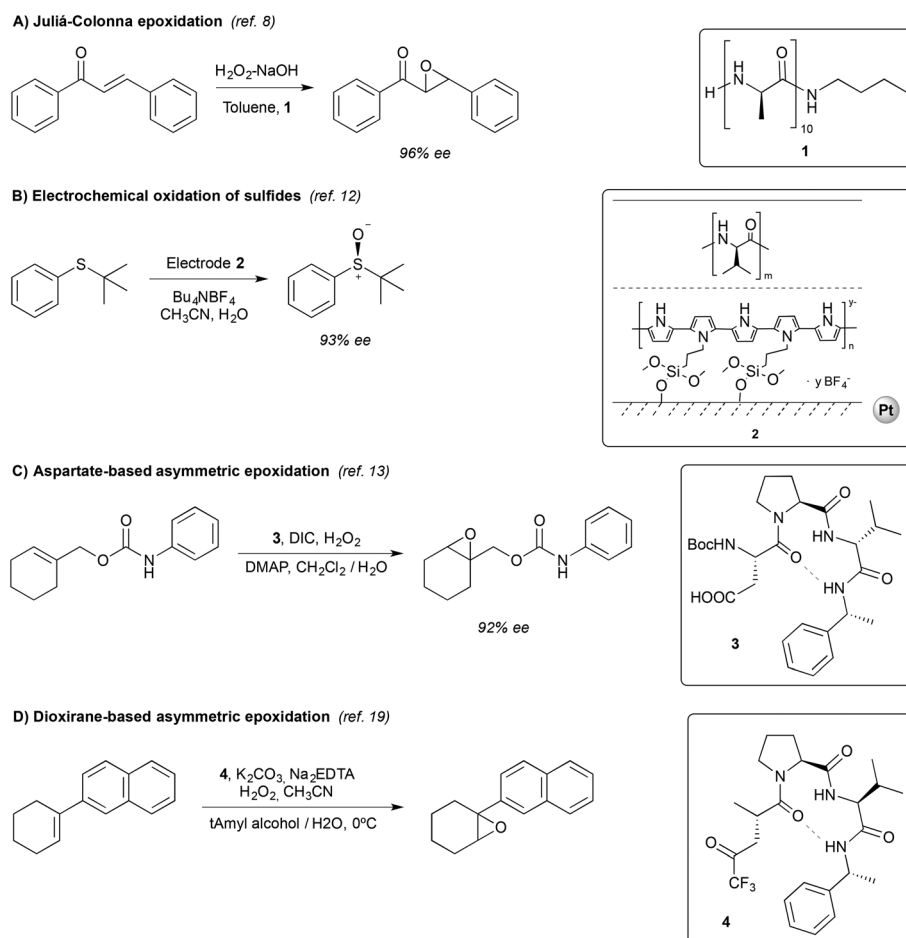 A) Juliá-Colonna epoxidation (ref. 8)
O
H₂O₂-NaOH
Toluene, 1
O
O
96% ee
H
H
N
O
N
H
10
1
B) Electrochemical oxidation of sulfides (ref. 12)
S
Electrode 2
Bu₄NBF₄
CH₃CN, H₂O
O
−
S
+
93% ee
H
N
O
m
H
N
N
H
N
N
H
N
y-
n
O
Si
O
O
O
Si
O
O
· y BF₄⁻
Pt
2
C) Aspartate-based asymmetric epoxidation (ref. 13)
O
O
N
H
3, DIC, H₂O₂
DMAP, CH₂Cl₂ / H₂O
O
O
O
N
H
92% ee
N
O
O
HN
BocHN
O
HN
HOOC
3
D) Dioxirane-based asymmetric epoxidation (ref. 19)
4, K₂CO₃, Na₂EDTA
H₂O₂, CH₃CN
tAmyl alcohol / H2O, 0ºC
O
N
O
O
HN
O
O
HN
CF₃
4